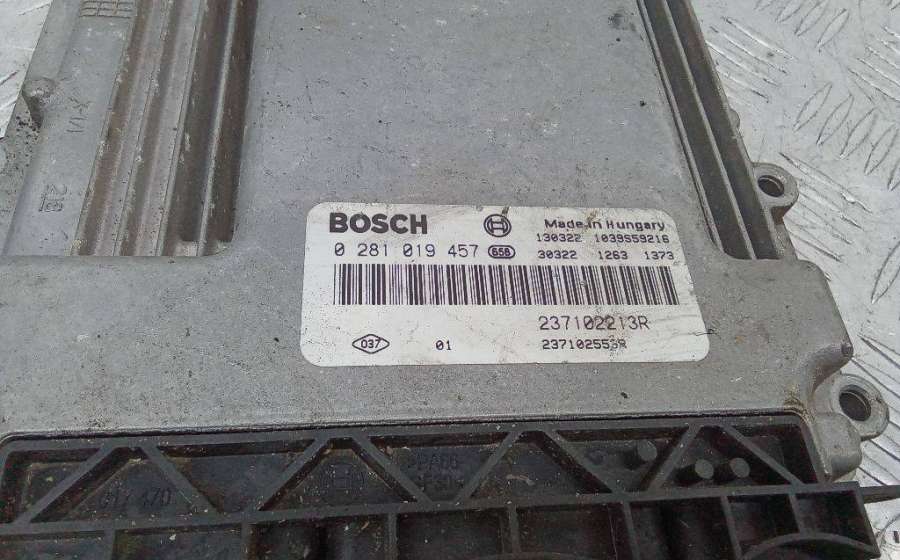 BOSCH
Made in Hungary
130322 1039S59216
0 281 019 457 656
30322 1263 1373
237102213R
037 01 237102553R